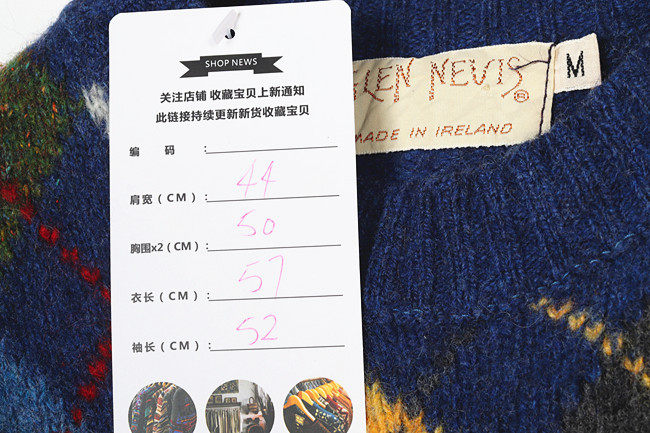 SHOP NEWS
关注店铺 收藏宝贝上新通知
此链接持续更新新货收藏宝贝
编 码 :
肩宽(CM): 44
胸围x2(CM): 50
衣长(CM): 57
袖长(CM): 52
NEVIS ®
MADE IN IRELAND
M